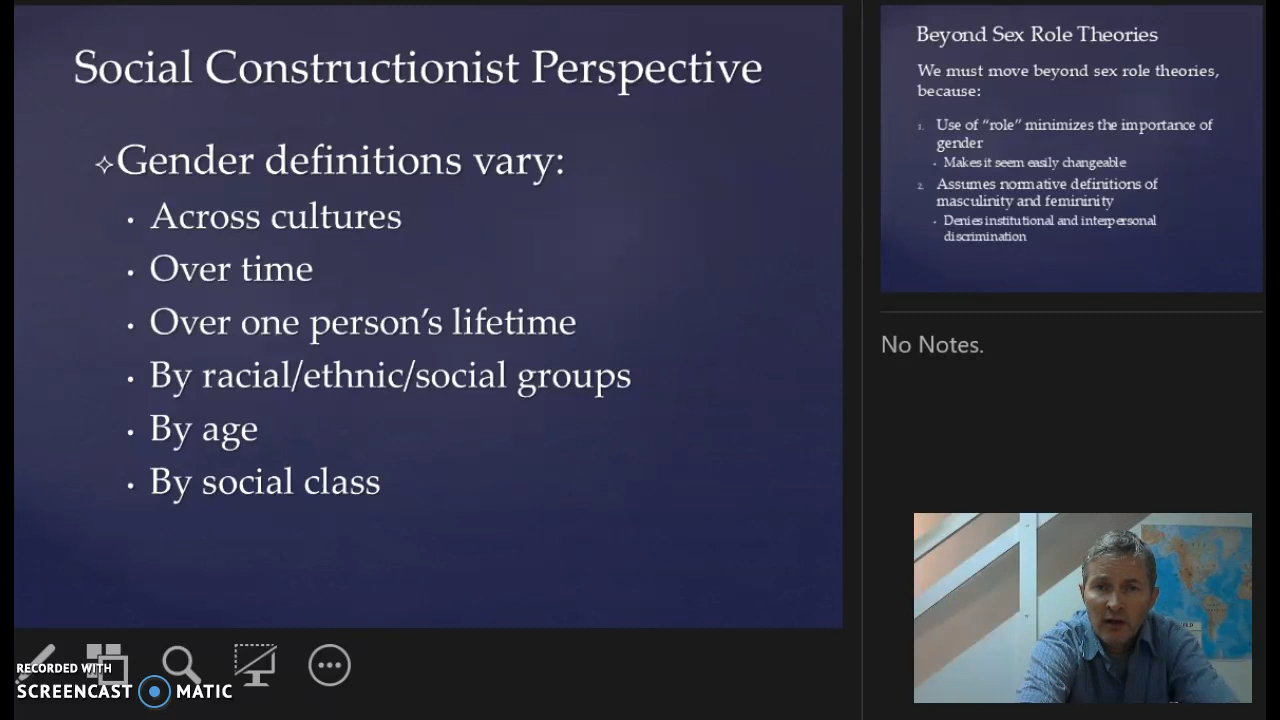 Social Constructionist Perspective
Gender definitions vary:
Across cultures
Over time
Over one person's lifetime
By racial/ethnic/social groups
By age
By social class
Beyond Sex Role Theories
We must move beyond sex role theories,
because:
1. Use of "role" minimizes the importance of
gender
Makes it seem easily changeable
2. Assumes normative definitions of
masculinity and femininity
Denies institutional and interpersonal
discrimination
No Notes.
RECORDED WITH
SCREENCAST MATIC